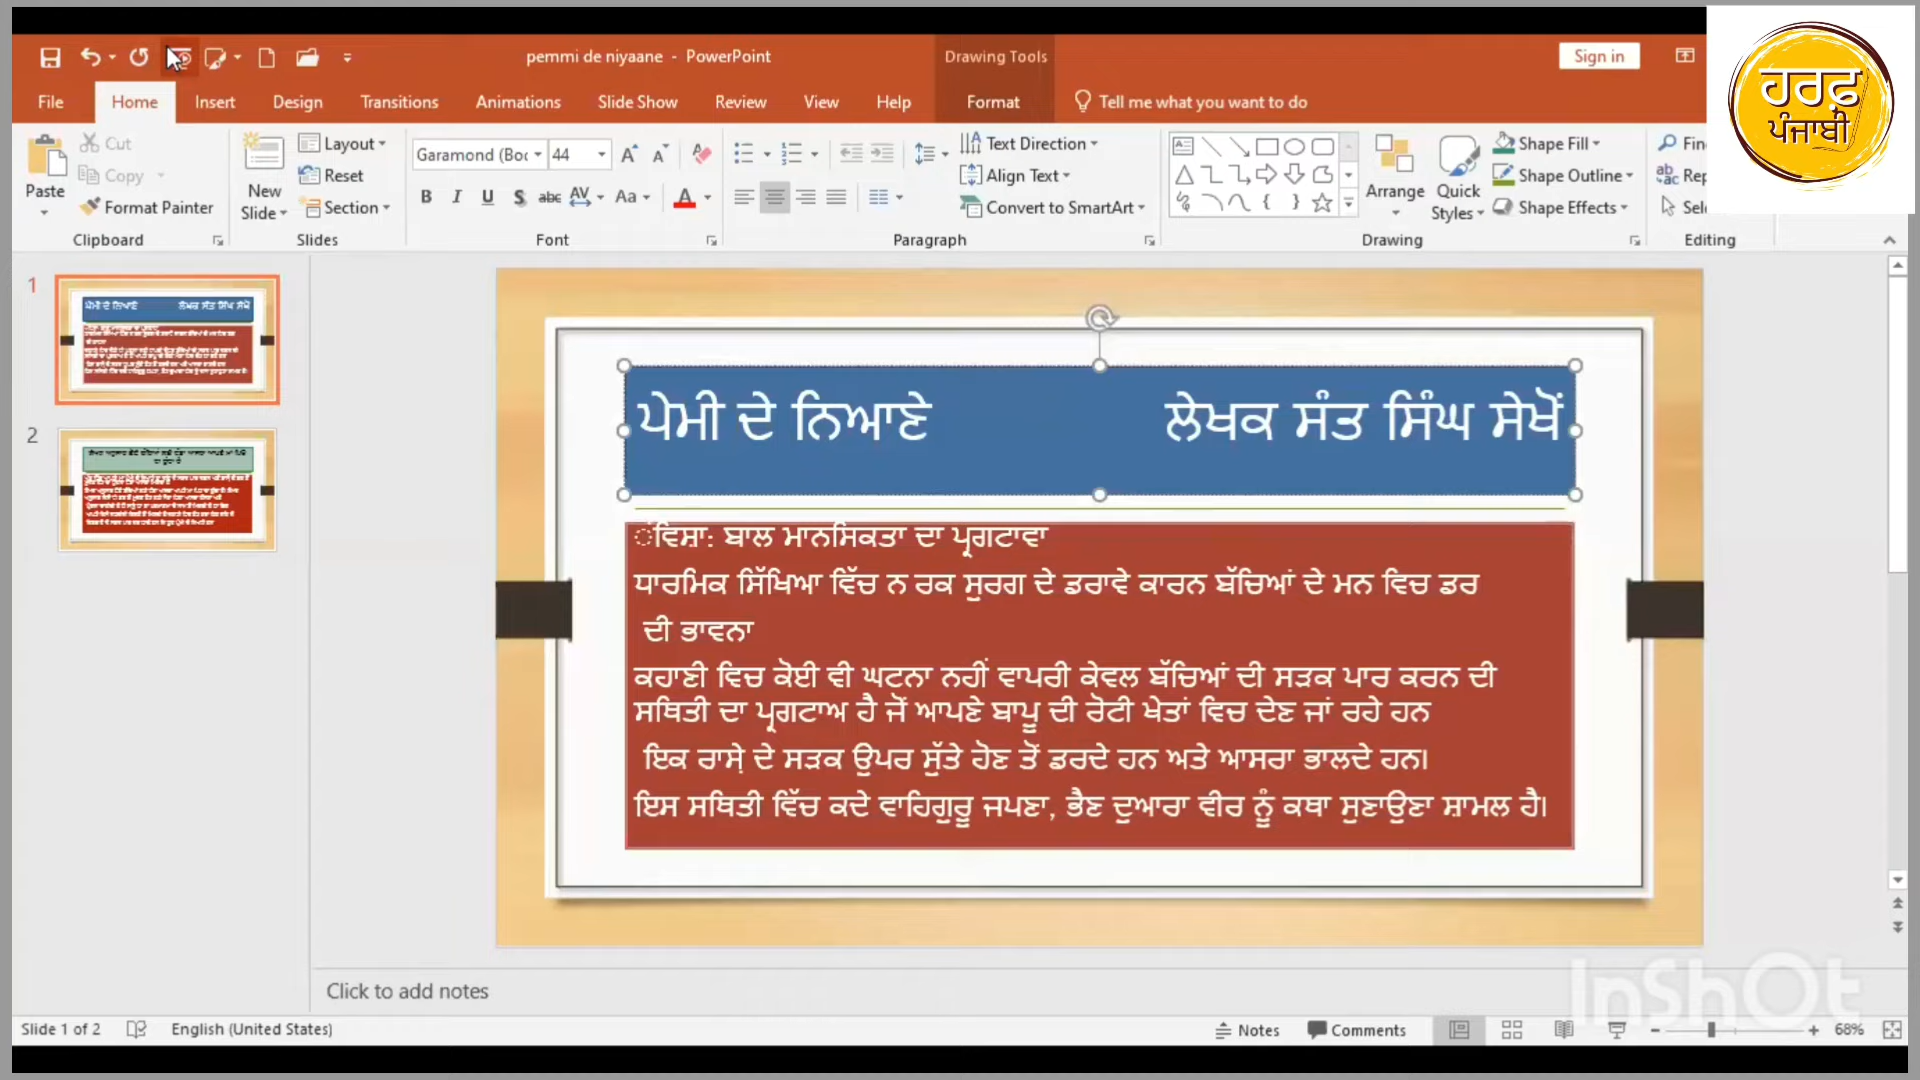 pemmi de niyaane - PowerPoint
Drawing Tools
Sign in
File Home Insert Design Transitions Animations Slide Show Review View Help Format Tell me what you want to do
ਹਰਫ਼
ਪੰਜਾਬੀ
Paste
Cut
Copy
Format Painter
Clipboard
New
Slide
Layout
Reset
Section
Slides
Garamond (Boc 44
B I U S abc AV Aa A
Font
Paragraph
Text Direction
Align Text
Convert to SmartArt
Arrange
Quick
Styles
Shape Fill
Shape Outline
Shape Effects
Drawing
Editing
1
2
ਪੇਮੀ ਦੇ ਨਿਆਣੇ ਲੇਖਕ ਸੰਤ ਸਿੰਘ ਸੇਖੋਂ
ਵਿਸ਼ਾ: ਬਾਲ ਮਾਨਸਿਕਤਾ ਦਾ ਪ੍ਰਗਟਾਵਾ
ਧਾਰਮਿਕ ਸਿੱਖਿਆ ਵਿੱਚ ਨ ਰਕ ਸੁਰਗ ਦੇ ਡਰਾਵੇ ਕਾਰਨ ਬੱਚਿਆਂ ਦੇ ਮਨ ਵਿਚ ਡਰ
ਦੀ ਭਾਵਨਾ
ਕਹਾਣੀ ਵਿਚ ਕੋਈ ਵੀ ਘਟਨਾ ਨਹੀਂ ਵਾਪਰੀ ਕੇਵਲ ਬੱਚਿਆਂ ਦੀ ਸੜਕ ਪਾਰ ਕਰਨ ਦੀ
ਸਥਿਤੀ ਦਾ ਪ੍ਰਗਟਾਅ ਹੈ ਜੋਂ ਆਪਣੇ ਬਾਪੂ ਦੀ ਰੋਟੀ ਖੇਤਾਂ ਵਿਚ ਦੇਣ ਜਾਂ ਰਹੇ ਹਨ
ਇਕ ਰਾਸ਼ੇ ਦੇ ਸੜਕ ਉਪਰ ਸੁੱਤੇ ਹੋਣ ਤੋਂ ਡਰਦੇ ਹਨ ਅਤੇ ਆਸਰਾ ਭਾਲਦੇ ਹਨ।
ਇਸ ਸਥਿਤੀ ਵਿੱਚ ਕਦੇ ਵਾਹਿਗੁਰੂ ਜਪਣਾ, ਭੈਣ ਦੁਆਰਾ ਵੀਰ ਨੂੰ ਕਥਾ ਸੁਣਾਉਣਾ ਸ਼ਾਮਲ ਹੈ।
Click to add notes
InShOt
Slide 1 of 2 English (United States) Notes Comments 68%